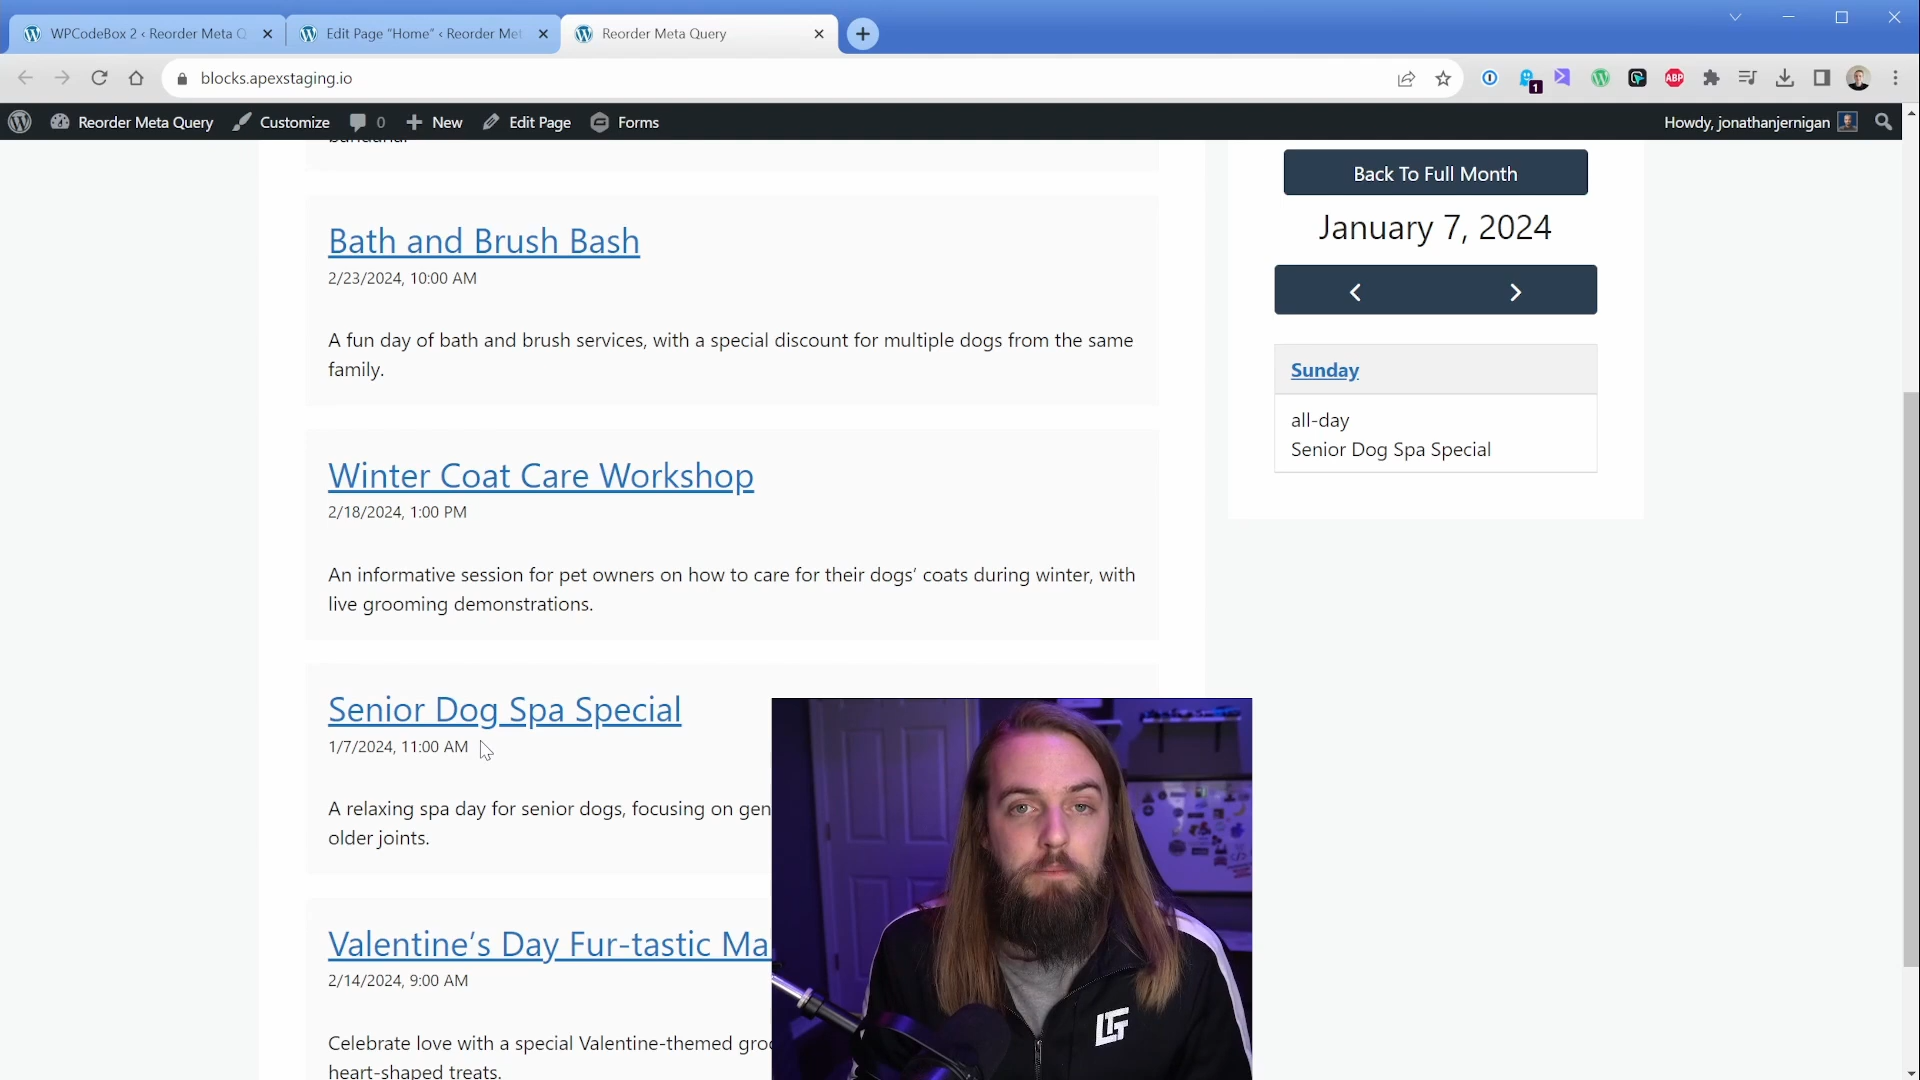 WPCodeBox 2 ‹ Reorder Meta Q
Edit Page “Home” ‹ Reorder Met
Reorder Meta Query
blocks.apexstaging.io
1
ABP
Reorder Meta Query
Customize
0
New
Edit Page
Forms
Howdy, jonathanjernigan
bandana.
Bath and Brush Bash
2/23/2024, 10:00 AM
A fun day of bath and brush services, with a special discount for multiple dogs from the same
family.
Winter Coat Care Workshop
2/18/2024, 1:00 PM
An informative session for pet owners on how to care for their dogs’ coats during winter, with
live grooming demonstrations.
Senior Dog Spa Special
1/7/2024, 11:00 AM
A relaxing spa day for senior dogs, focusing on gen
older joints.
Valentine’s Day Fur-tastic Ma
2/14/2024, 9:00 AM
Celebrate love with a special Valentine-themed groo
heart-shaped treats.
Back To Full Month
January 7, 2024
Sunday
all-day
Senior Dog Spa Special
LTT